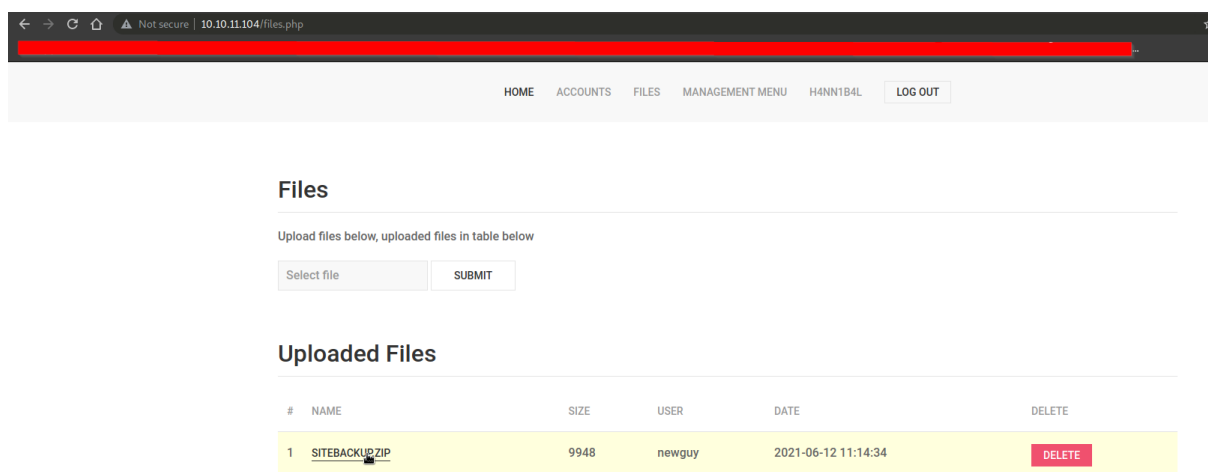 Not secure | 10.10.11.104/files.php
...
HOME ACCOUNTS FILES MANAGEMENT MENU H4NN1B4L LOG OUT
Files
Upload files below, uploaded files in table below
Select file SUBMIT
Uploaded Files
# NAME SIZE USER DATE DELETE
1 SITEBACKUP.ZIP 9948 newguy 2021-06-12 11:14:34 DELETE